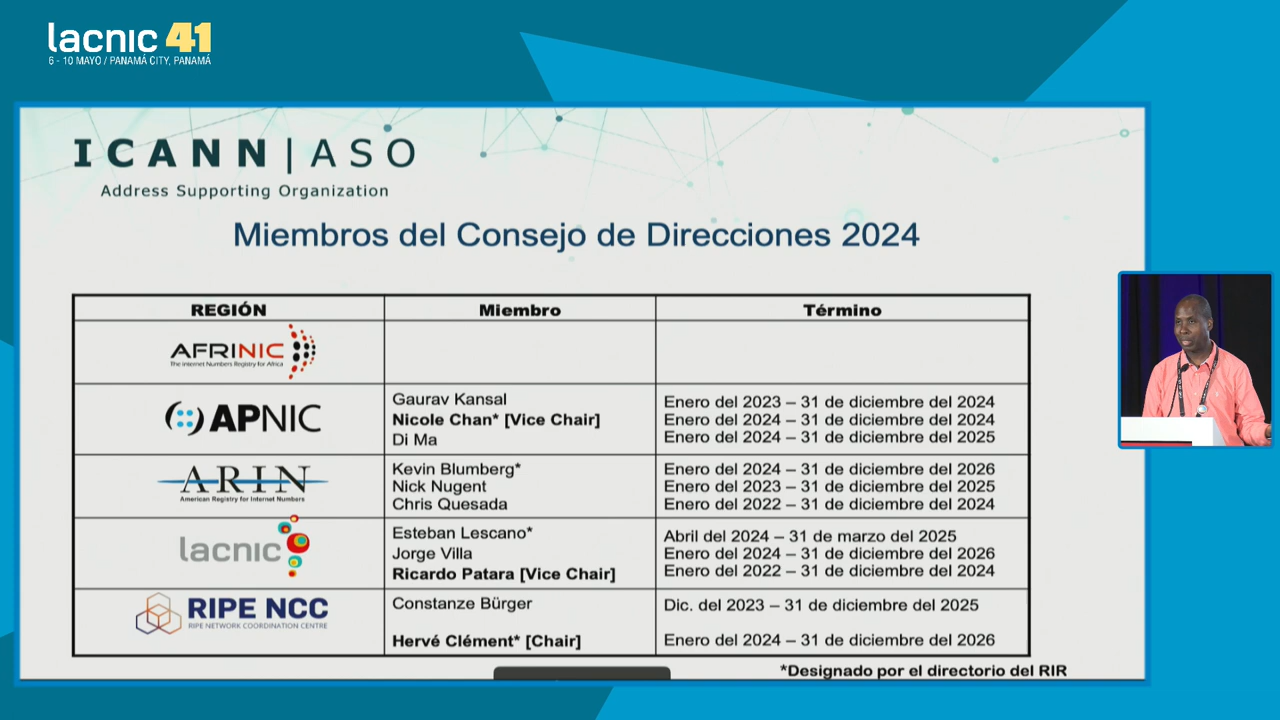 lacnic 41
6 - 10 MAYO / PANAMÁ CITY, PANAMÁ
ICANN | ASO
Address Supporting Organization
Miembros del Consejo de Direcciones 2024
REGIÓN Miembro Término
AFRINIC
The Internet Numbers Registry for Africa
APNIC
Gaurav Kansal Enero del 2023 – 31 de diciembre del 2024
Nicole Chan* [Vice Chair] Enero del 2024 – 31 de diciembre del 2024
Di Ma Enero del 2024 – 31 de diciembre del 2025
ARIN
American Registry for Internet Numbers
Kevin Blumberg* Enero del 2024 – 31 de diciembre del 2026
Nick Nugent Enero del 2023 – 31 de diciembre del 2025
Chris Quesada Enero del 2022 – 31 de diciembre del 2024
lacnic
Esteban Lescano* Abril del 2024 – 31 de marzo del 2025
Jorge Villa Enero del 2024 – 31 de diciembre del 2026
Ricardo Patara [Vice Chair] Enero del 2022 – 31 de diciembre del 2024
RIPE NCC
RIPE NETWORK COORDINATION CENTRE
Constanze Bürger Dic. del 2023 – 31 de diciembre del 2025
Hervé Clément* [Chair] Enero del 2024 – 31 de diciembre del 2026
*Designado por el directorio del RIR